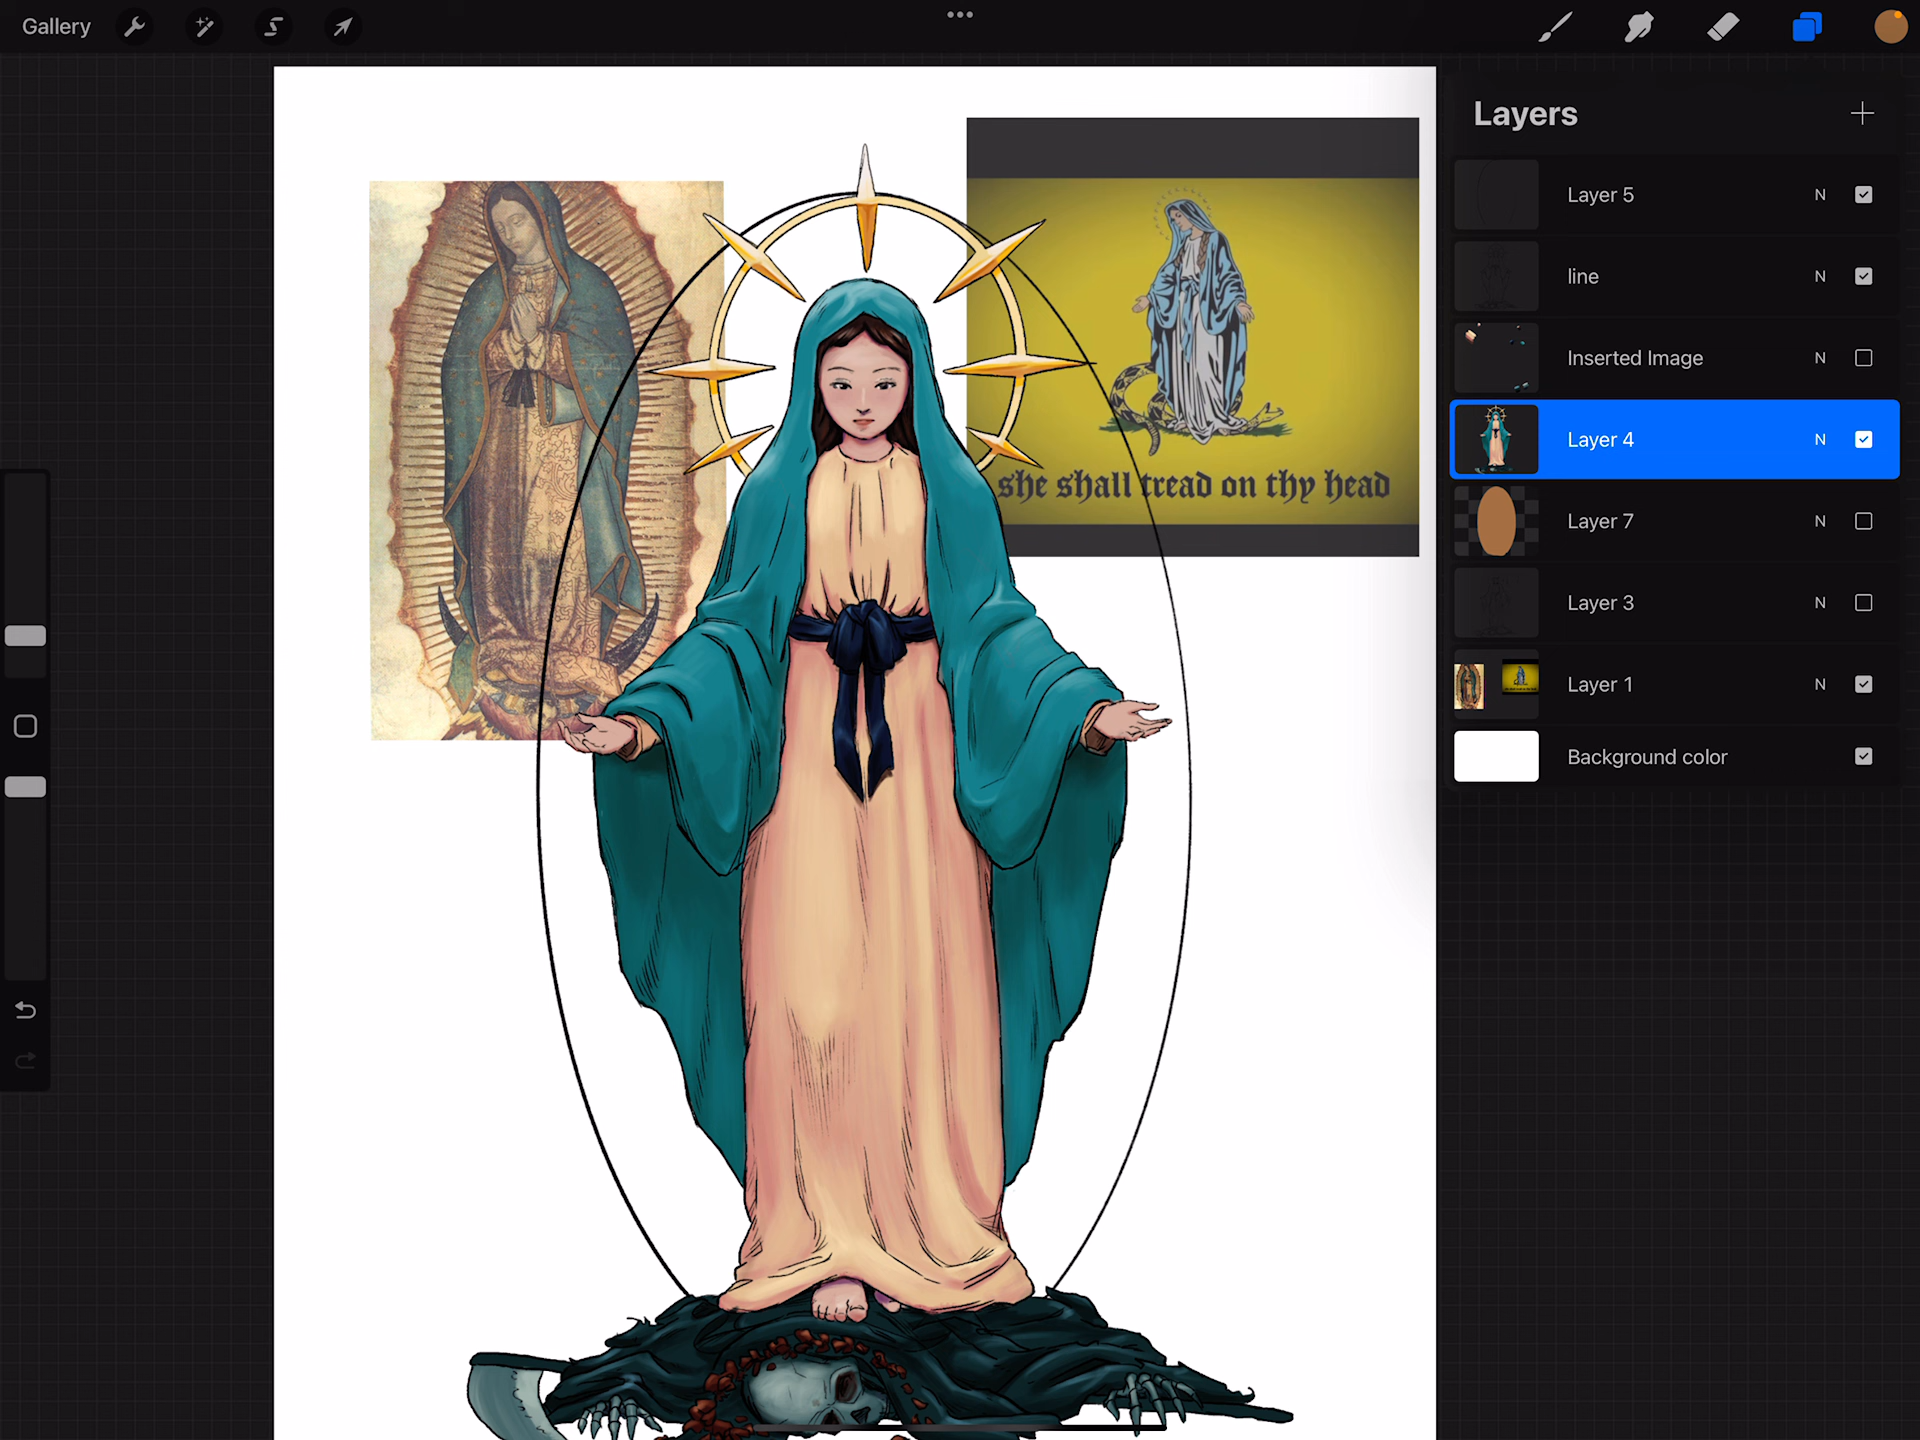 Gallery
Layers
Layer 5 N
line N
Inserted Image N
Layer 4 N
Layer 7 N
Layer 3 N
Layer 1 N
Background color
she shall tread on thy head